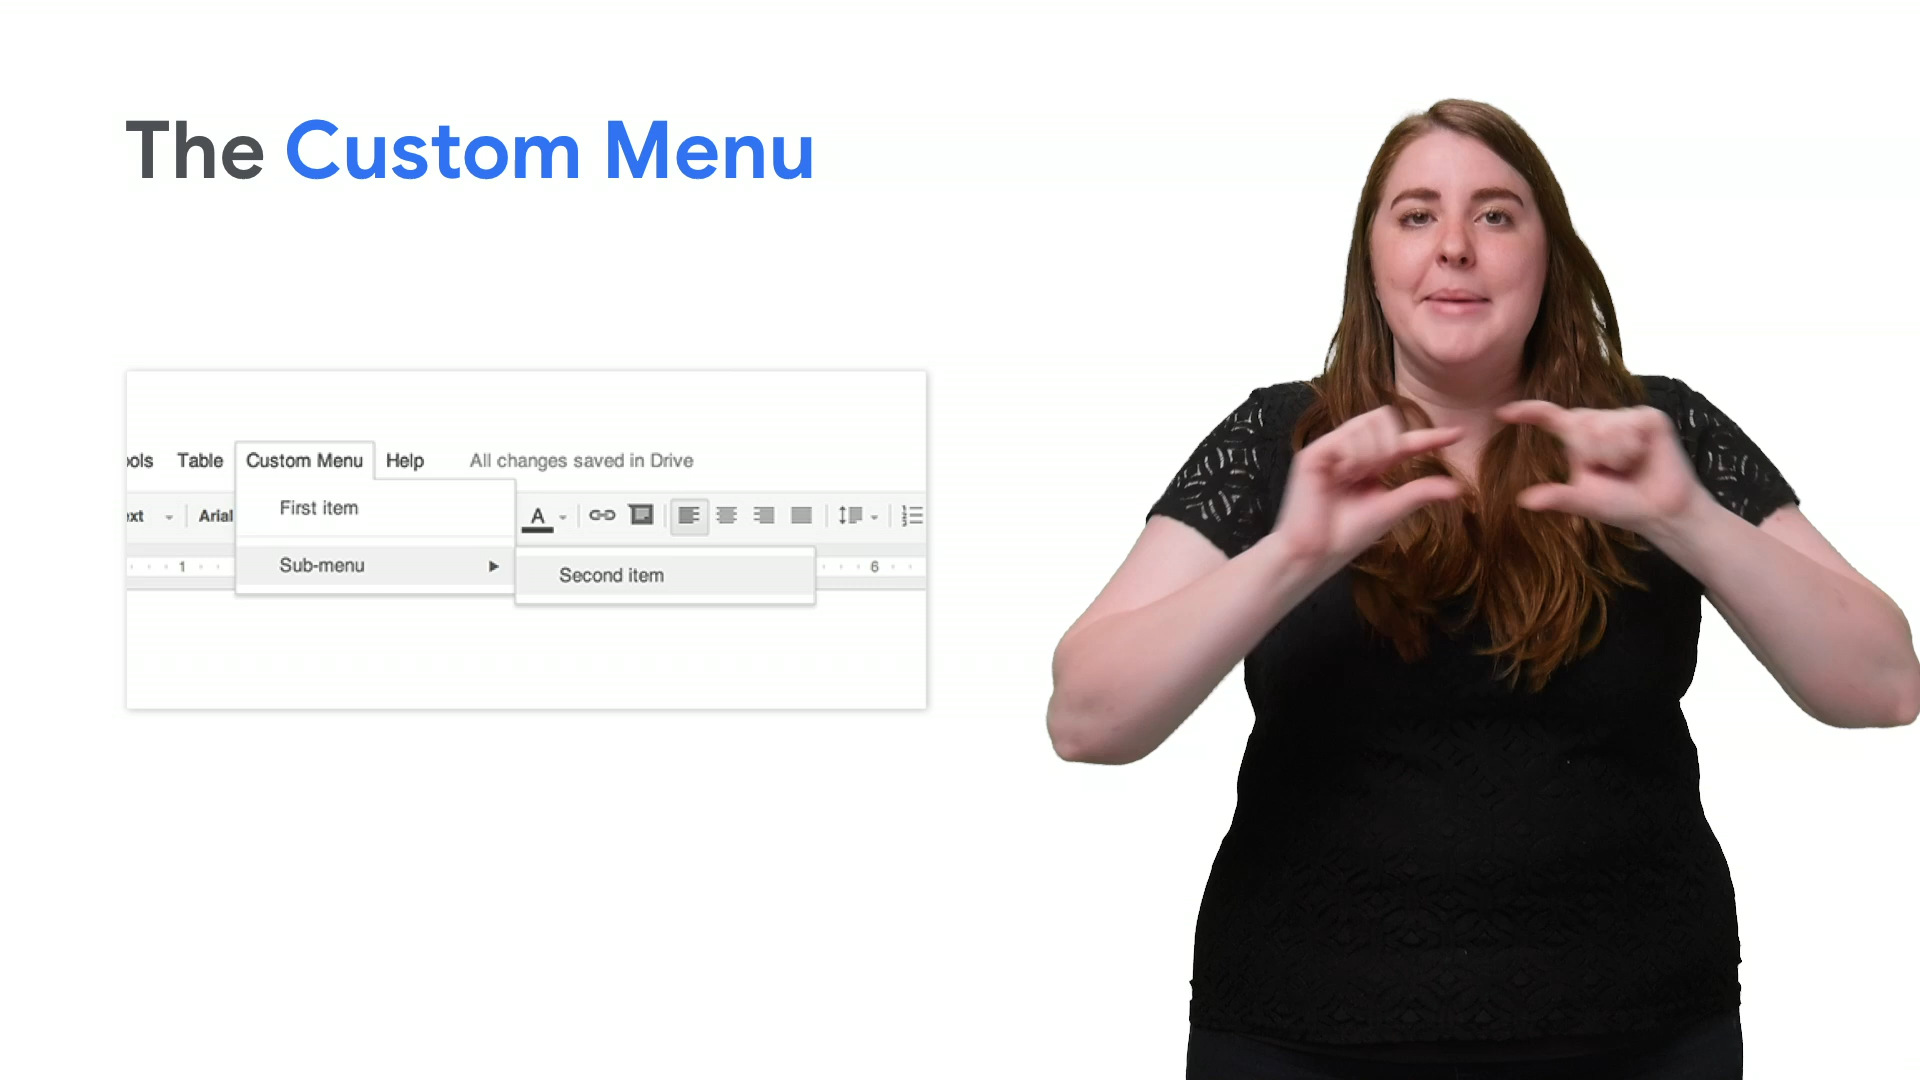 The Custom Menu
ols Table Custom Menu Help All changes saved in Drive
First item
xt Arial A
Sub-menu
1 6
Second item